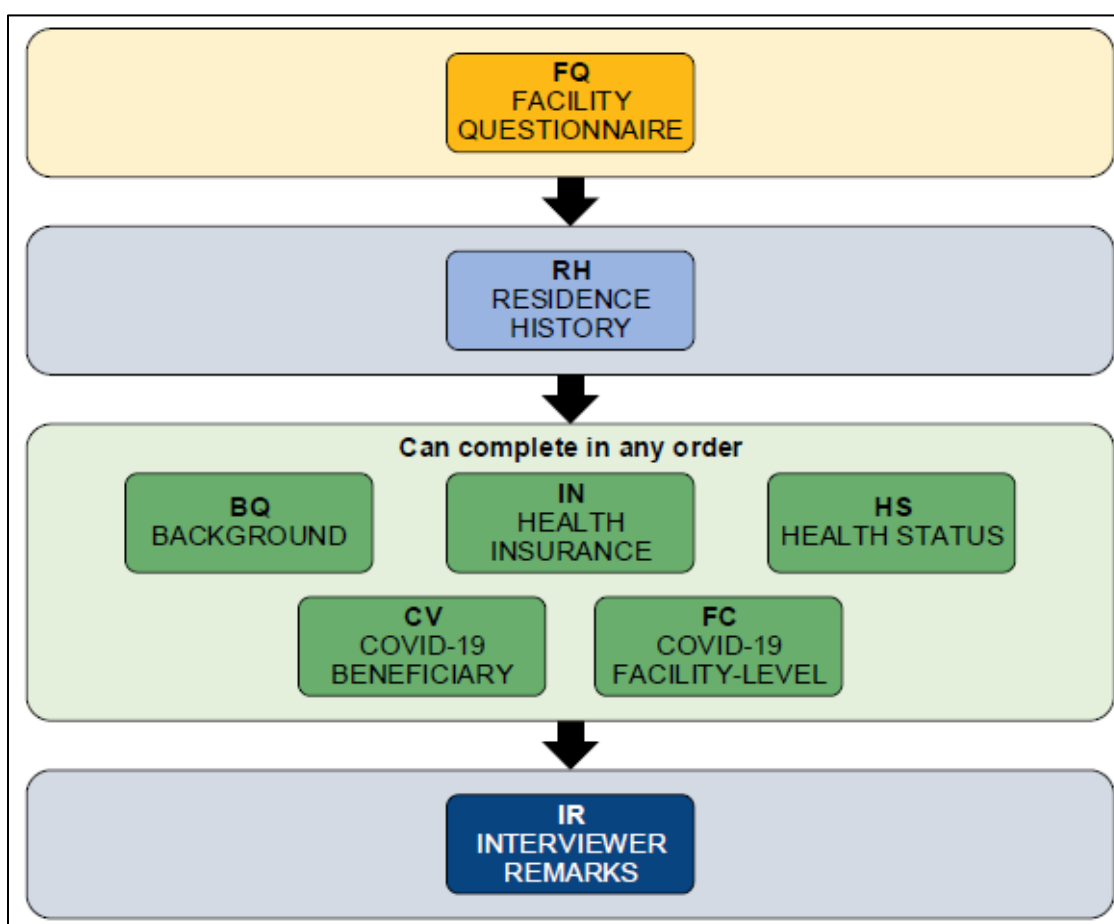 FQ
FACILITY
QUESTIONNAIRE
RH
RESIDENCE
HISTORY
Can complete in any order
BQ
BACKGROUND
IN
HEALTH
INSURANCE
HS
HEALTH STATUS
CV
COVID-19
BENEFICIARY
FC
COVID-19
FACILITY-LEVEL
IR
INTERVIEWER
REMARKS